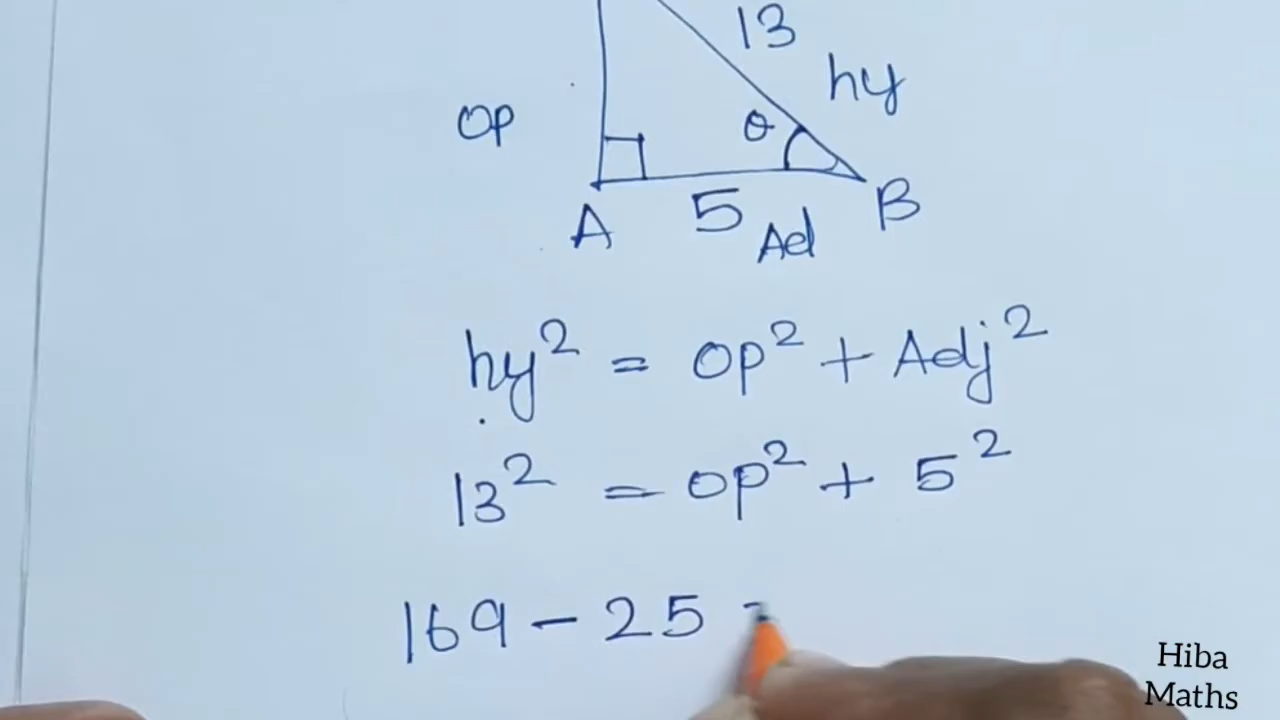 13
hy
Op
θ
A
5
Ad
B
hy² = Op² + Adj²
13² = Op² + 5²
169 - 25 =
Hiba
Maths